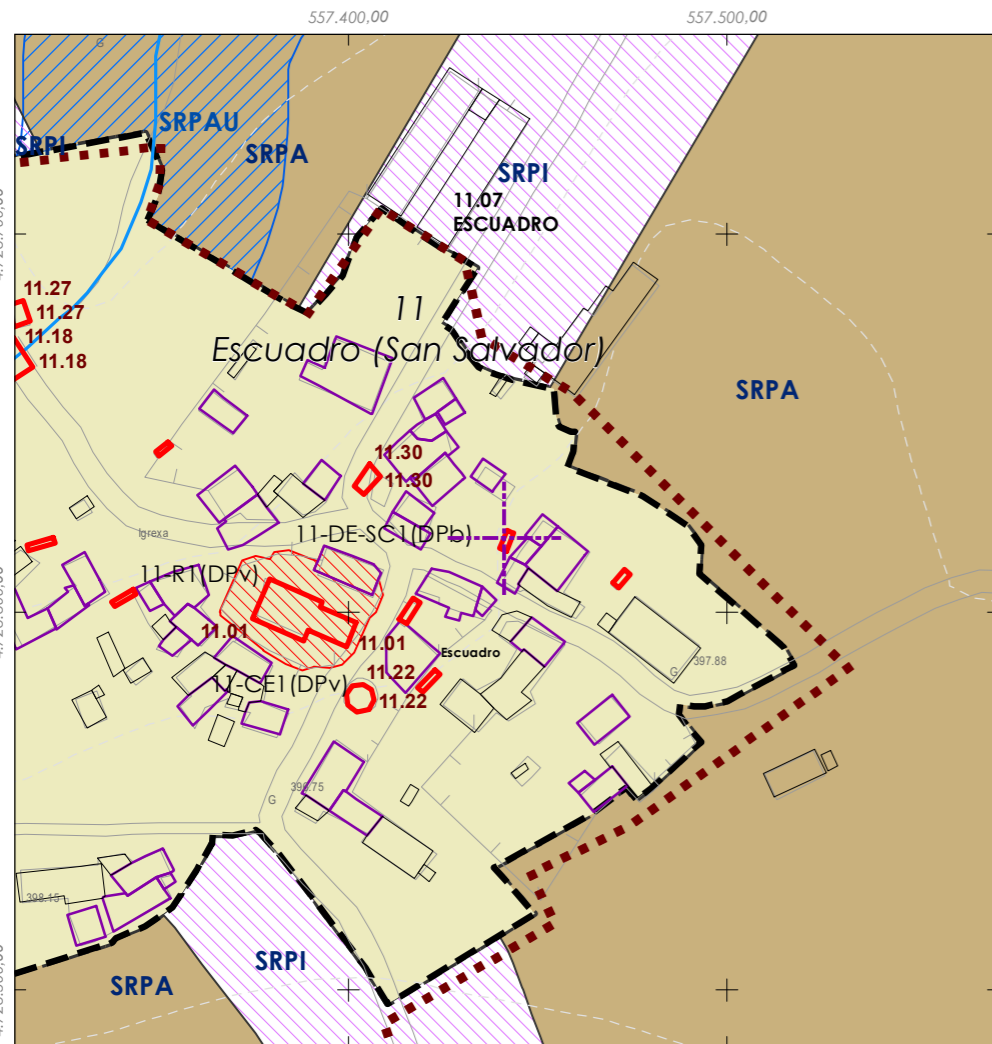 557.400,00
557.500,00
G
SRPAU
SRPI
SRPA
SRPI
11.07
ESCUADRO
11.27
11.27
11
11.18
Escuadro (San Salvador)
11.18
SRPA
11.30
11.30
Igrexa
11-DE-SC1(DPb)
11-R1(DPv)
11.01
11.01
Escuadro
397.88
G
11.22
11-CE1(DPv)
11.22
G
398.15
SRPI
SRPA